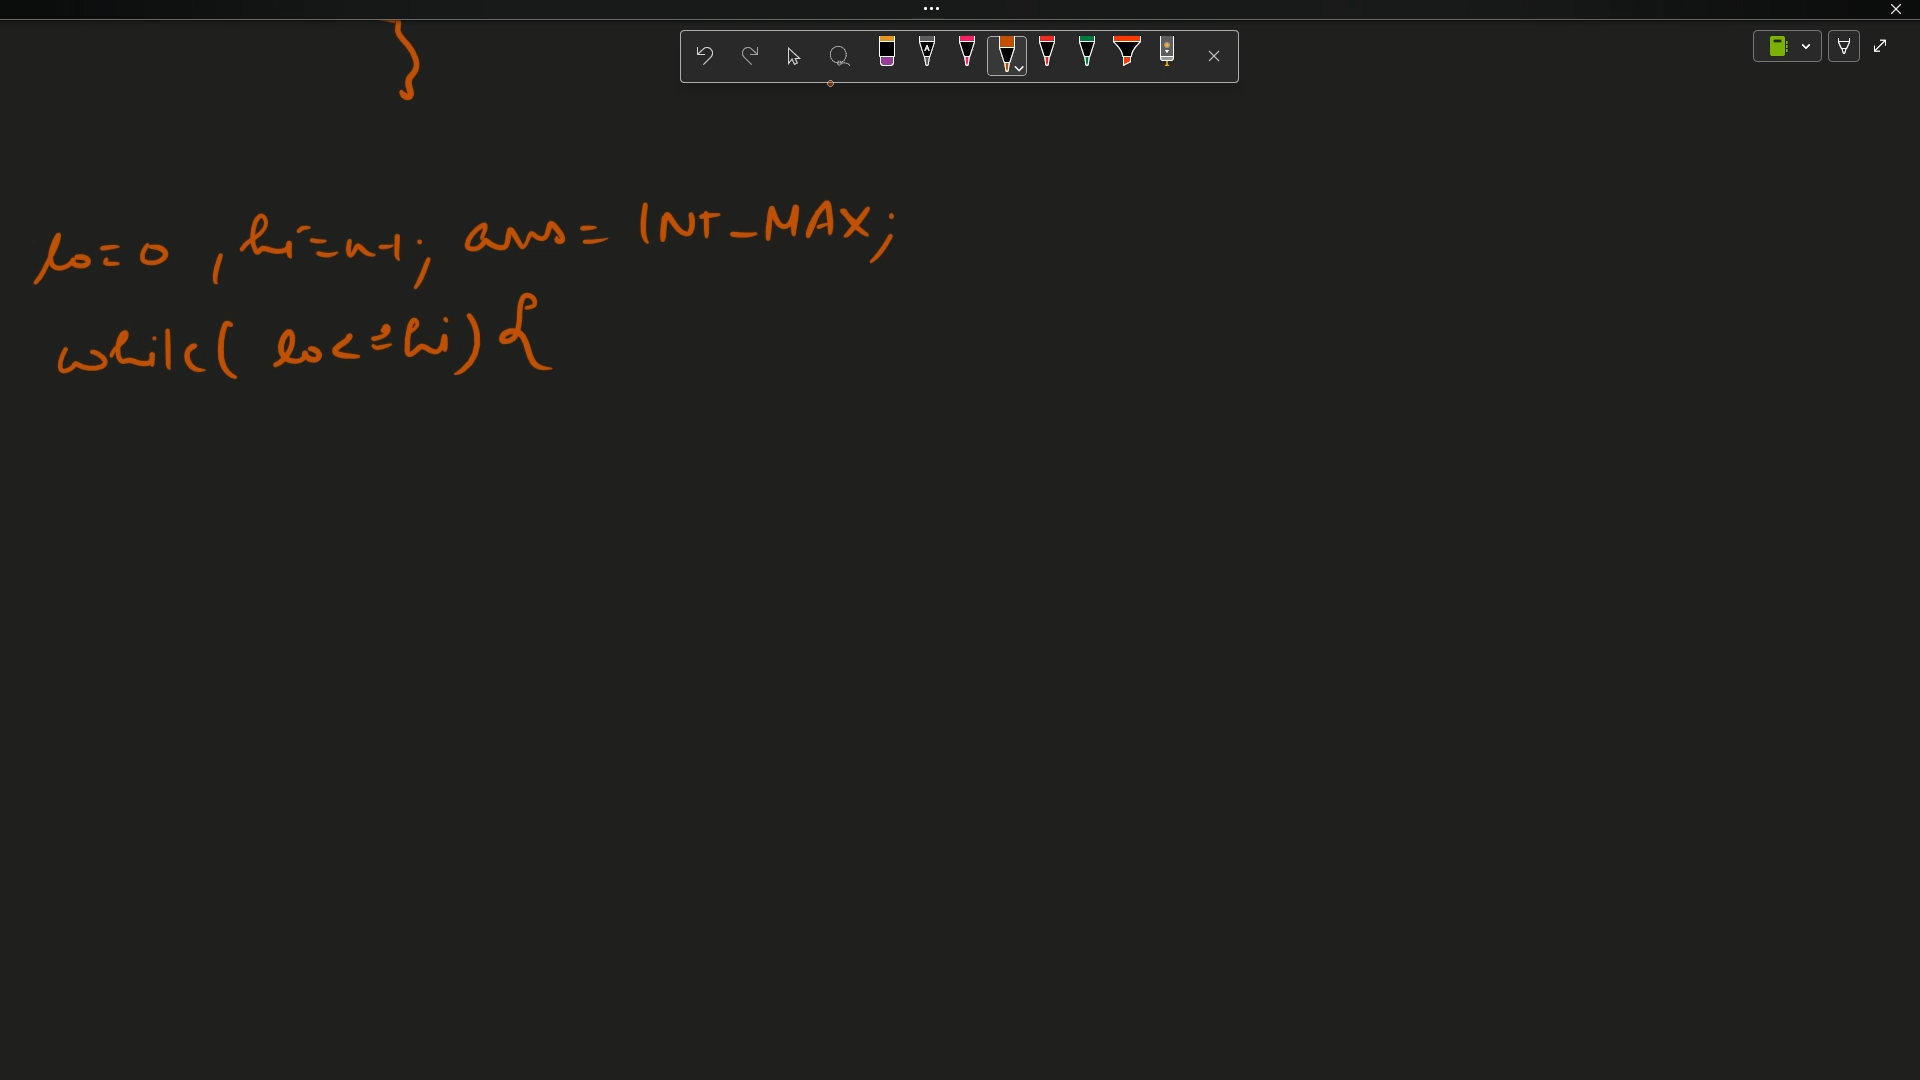 }
lo=0 , hi=n-1; ans= INT_MAX;
while( lo<=hi) {